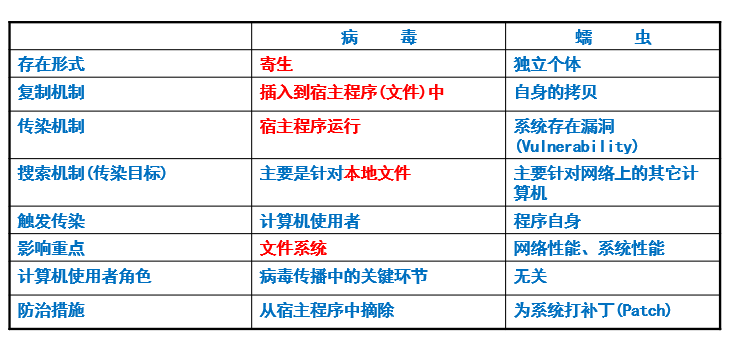 病 毒 蠕 虫
存在形式 寄生 独立个体
复制机制 插入到宿主程序(文件)中 自身的拷贝
传染机制 宿主程序运行 系统存在漏洞
(Vulnerability)
搜索机制(传染目标) 主要是针对本地文件 主要针对网络上的其它计
算机
触发传染 计算机使用者 程序自身
影响重点 文件系统 网络性能、系统性能
计算机使用者角色 病毒传播中的关键环节 无关
防治措施 从宿主程序中摘除 为系统打补丁(Patch)